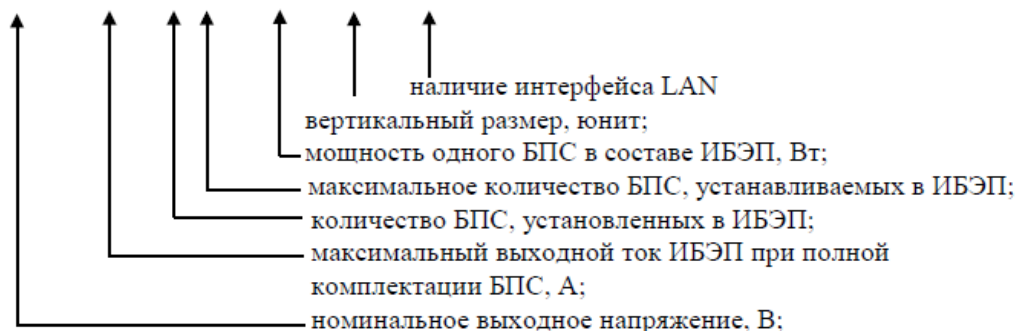 наличие интерфейса LAN
вертикальный размер, юнит;
мощность одного БПС в составе ИБЭП, Вт;
максимальное количество БПС, устанавливаемых в ИБЭП;
количество БПС, установленных в ИБЭП;
максимальный выходной ток ИБЭП при полной
комплектации БПС, А;
номинальное выходное напряжение, В;